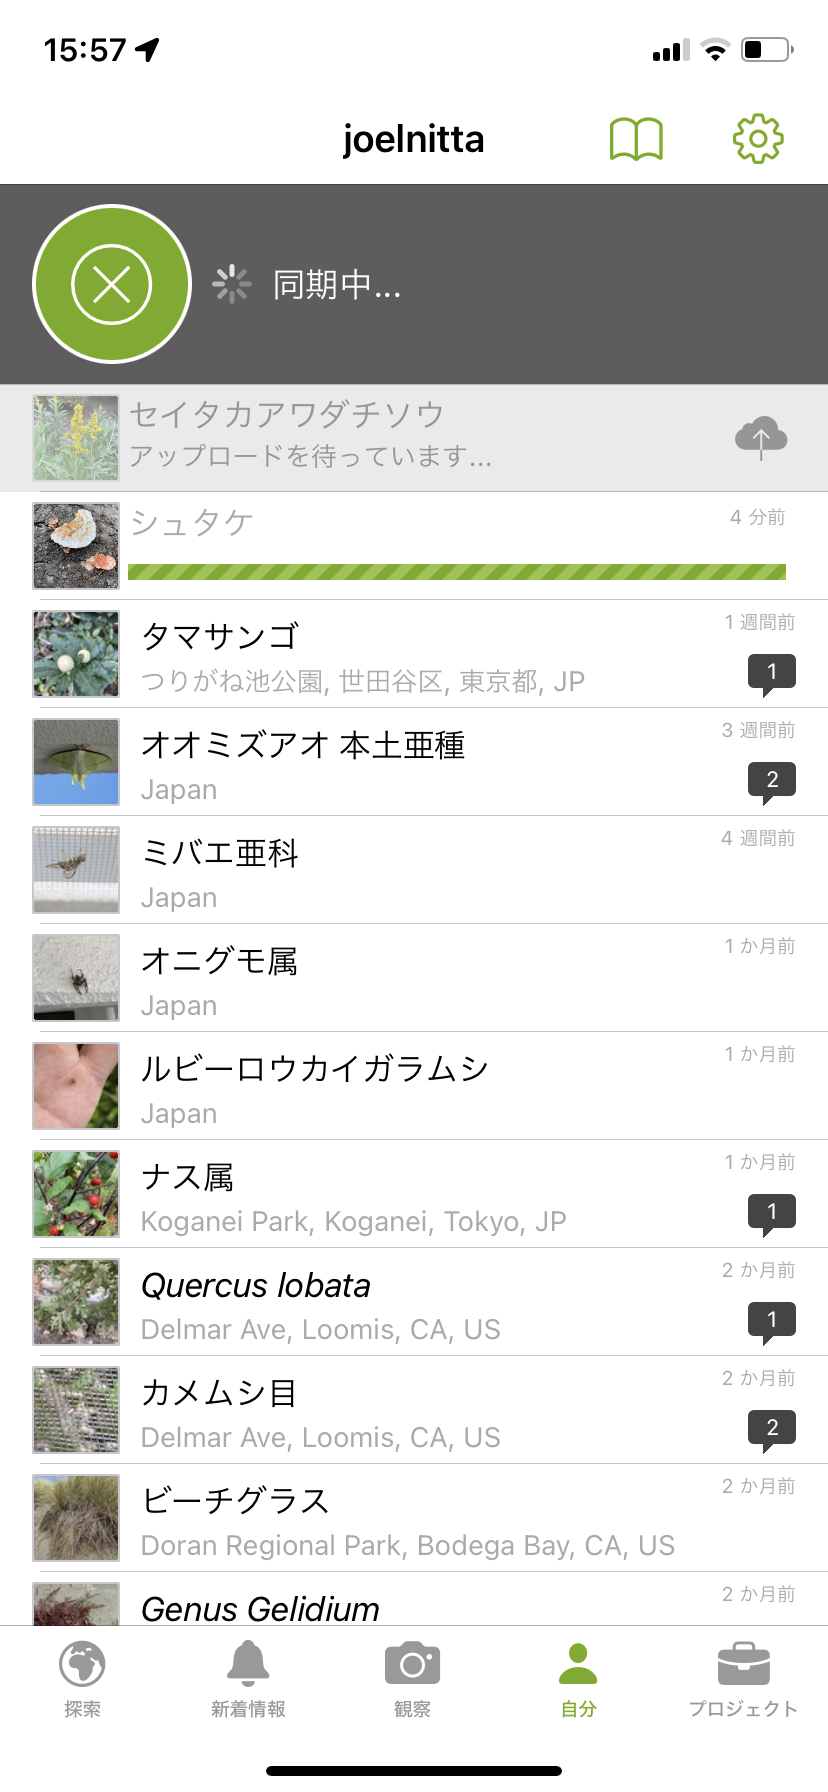 15:57
joelnitta
同期中...
セイタカアワダチソウ
アップロードを待っています...
シュタケ
4 分前
タマサンゴ
1 週間前
つりがね池公園, 世田谷区, 東京都, JP
1
オオミズアオ 本土亜種
3 週間前
Japan
2
ミバエ亜科
4 週間前
Japan
オニグモ属
1 か月前
Japan
ルビーロウカイガラムシ
1 か月前
Japan
ナス属
1 か月前
Koganei Park, Koganei, Tokyo, JP
1
Quercus lobata
2 か月前
Delmar Ave, Loomis, CA, US
1
カメムシ目
2 か月前
Delmar Ave, Loomis, CA, US
2
ビーチグラス
2 か月前
Doran Regional Park, Bodega Bay, CA, US
Genus Gelidium
2 か月前
探索
新着情報
観察
自分
プロジェクト